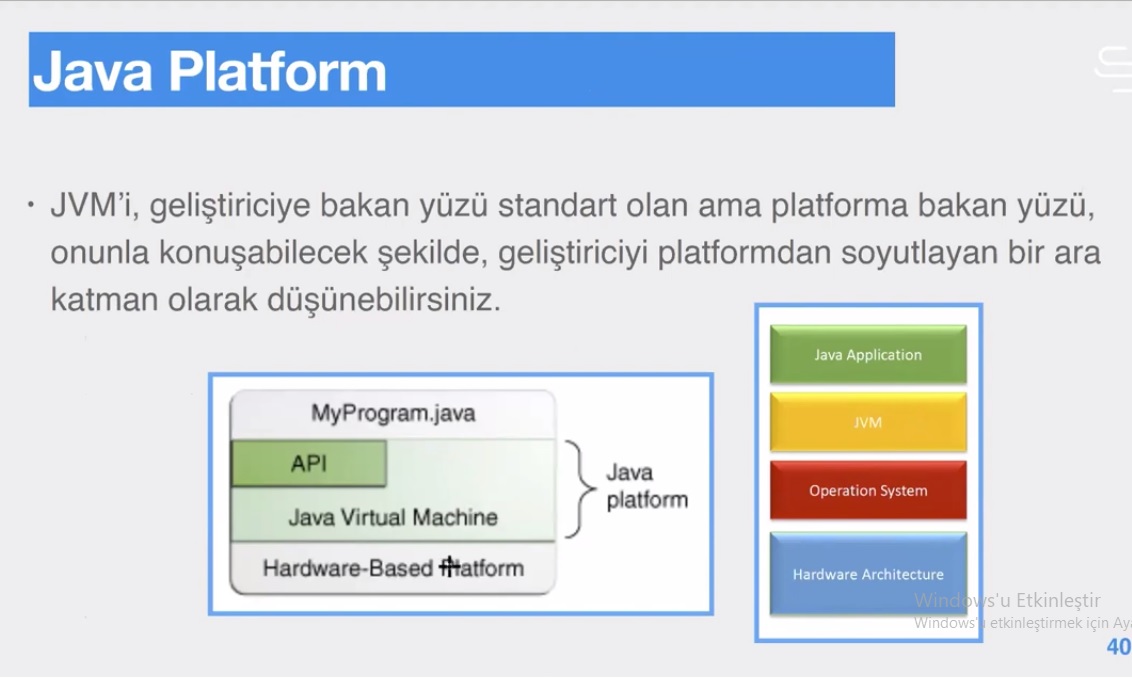 Java Platform
• JVM'i, geliştiriciye bakan yüzü standart olan ama platforma bakan yüzü,
onunla konuşabilecek şekilde, geliştiriciyi platformdan soyutlayan bir ara
katman olarak düşünebilirsiniz.
MyProgram.java
API
Java Virtual Machine
Hardware-Based Platform
Java
platform
Java Application
JVM
Operation System
Hardware Architecture
Windows'u Etkinleştir
Windows'u etkinleştirmek için Aya
40